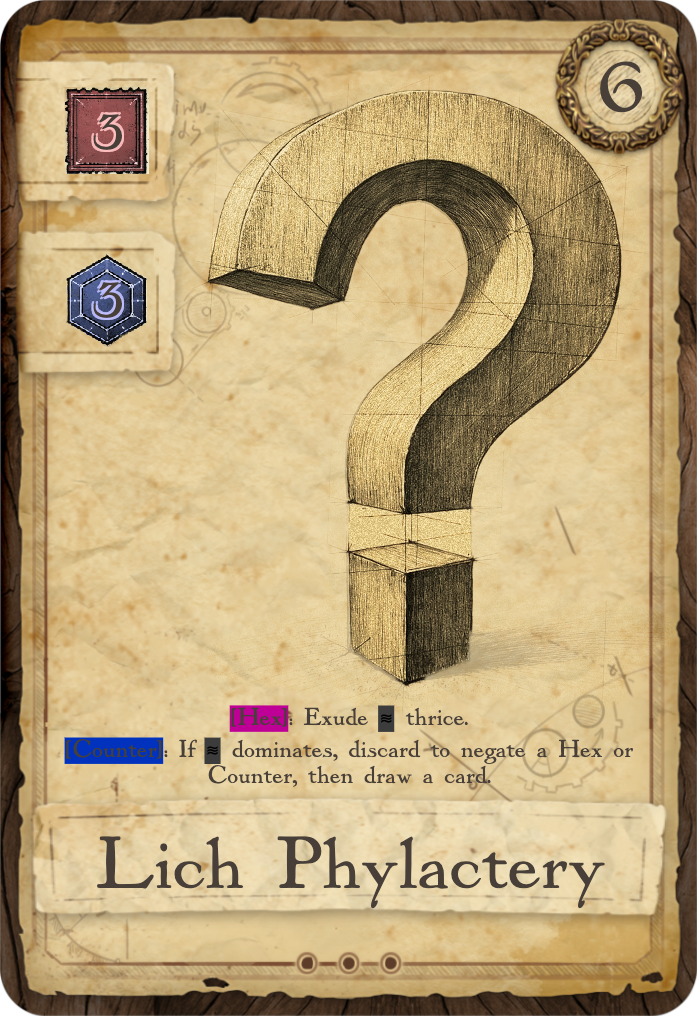 6
3
3
[Hex]: Exude ≋ thrice.
[Counter]: If ≋ dominates, discard to negate a Hex or
Counter, then draw a card.
Lich Phylactery